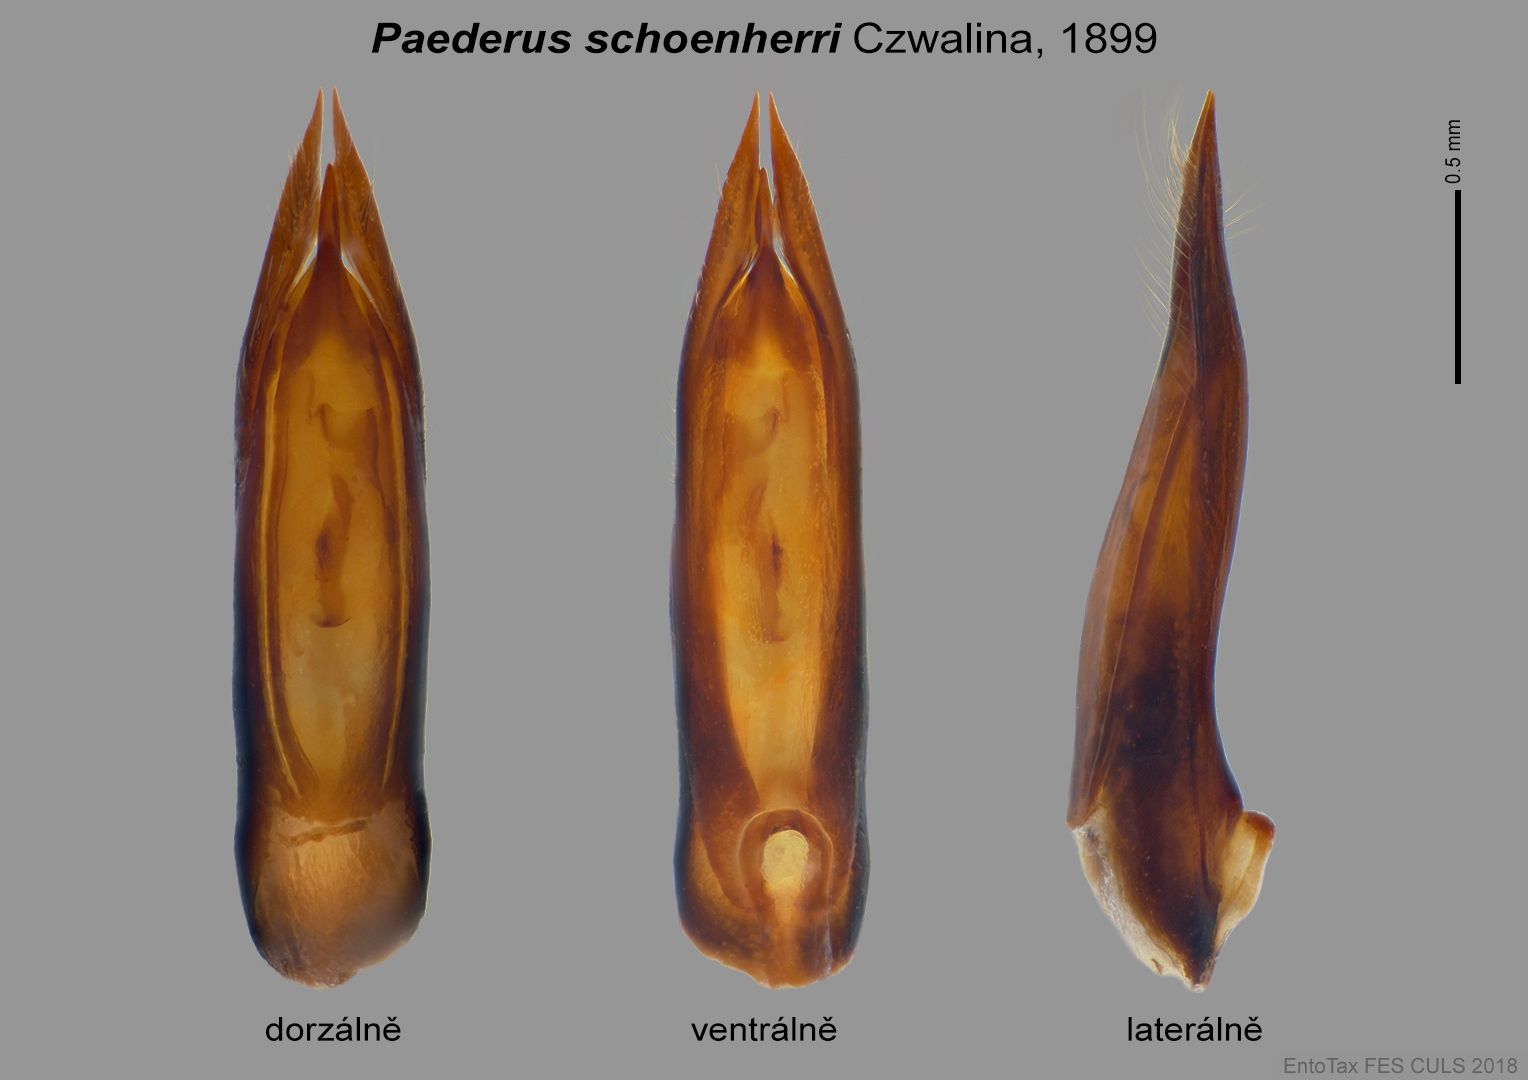 Paederus schoenherri Czwalina, 1899
0.5 mm
dorzálně
ventrálně
laterálně
EntoTax FES CULS 2018